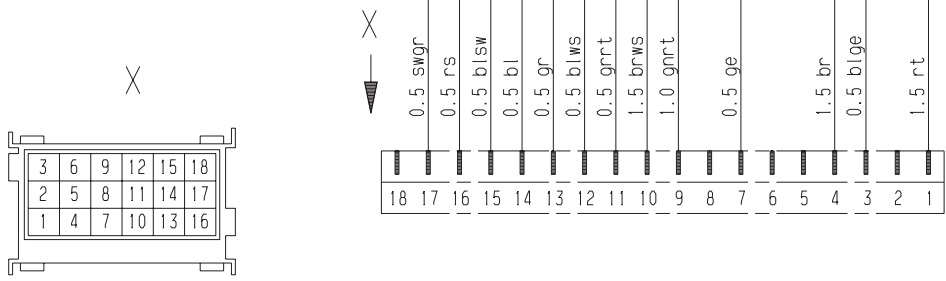 X
3 6 9 12 15 18
2 5 8 11 14 17
1 4 7 10 13 16
X
0.5 swgr
0.5 rs
0.5 blsw
0.5 bl
0.5 gr
0.5 blws
0.5 grrt
1.5 brws
1.0 gnrt
0.5 ge
1.5 br
0.5 blge
1.5 rt
18 17 16 15 14 13 12 11 10 9 8 7 6 5 4 3 2 1